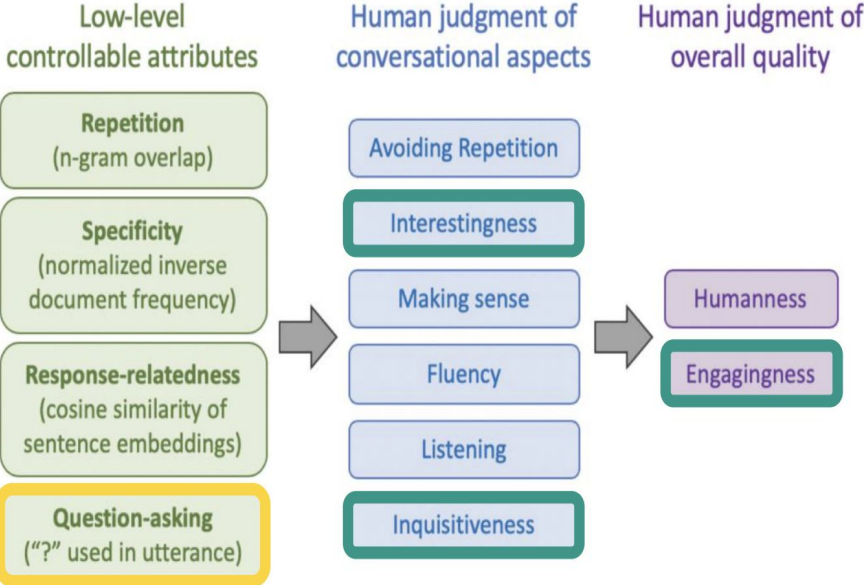 Low-level
controllable attributes
Repetition
(n-gram overlap)
Specificity
(normalized inverse
document frequency)
Response-relatedness
(cosine similarity of
sentence embeddings)
Question-asking
("?" used in utterance)
Human judgment of
conversational aspects
Avoiding Repetition
Interestingness
Making sense
Fluency
Listening
Inquisitiveness
Human judgment of
overall quality
Humanness
Engagingness